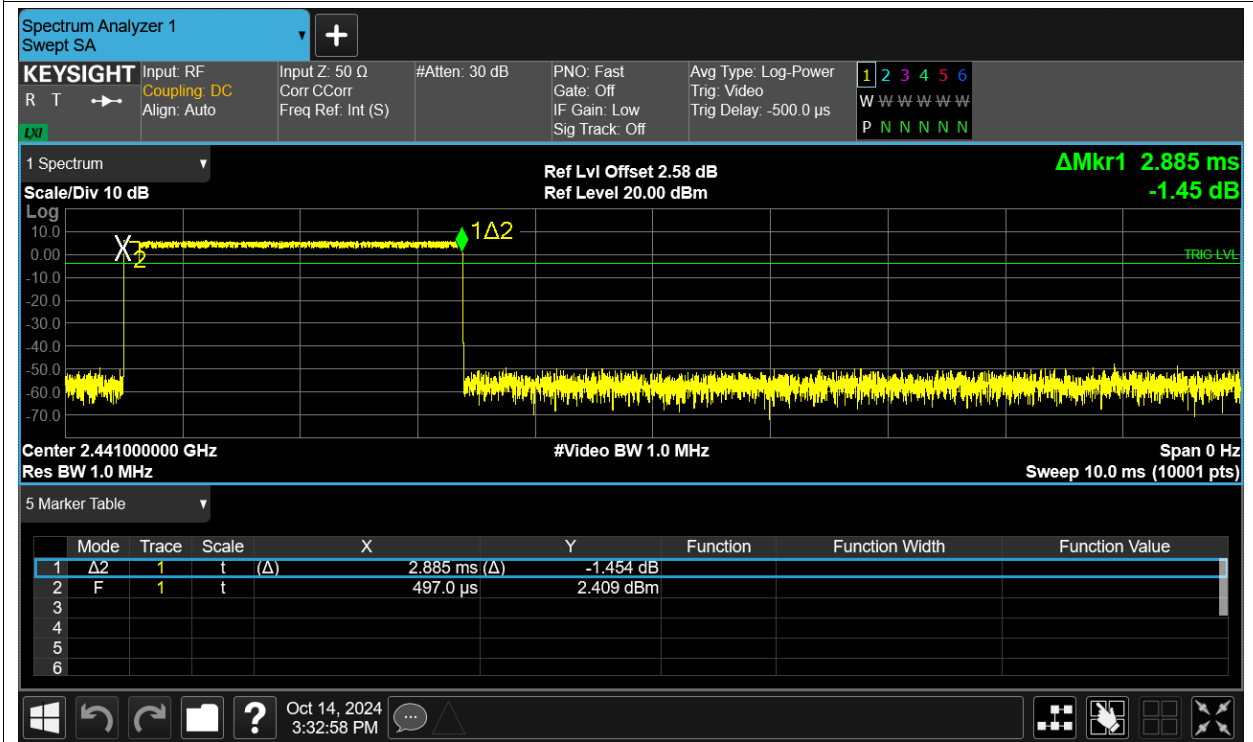 Spectrum Analyzer 1
Swept SA
KEYSIGHT
R T
LXI
Input: RF
Coupling: DC
Align: Auto
Input Z: 50 Ω
Corr CCorr
Freq Ref: Int (S)
#Atten: 30 dB
PNO: Fast
Gate: Off
IF Gain: Low
Sig Track: Off
Avg Type: Log-Power
Trig: Video
Trig Delay: -500.0 µs
1 2 3 4 5 6
W W W W W W
P N N N N N
1 Spectrum
Scale/Div 10 dB
Ref Lvl Offset 2.58 dB
Ref Level 20.00 dBm
ΔMkr1 2.885 ms
-1.45 dB
Log
10.0
0.00
-10.0
-20.0
-30.0
-40.0
-50.0
-60.0
-70.0
X
2
1Δ2
TRIG LVL
Center 2.441000000 GHz
#Video BW 1.0 MHz
Span 0 Hz
Res BW 1.0 MHz
Sweep 10.0 ms (10001 pts)
5 Marker Table
Mode Trace Scale X Y Function Function Width Function Value
1 Δ2 1 t (Δ) 2.885 ms (Δ) -1.454 dB
2 F 1 t 497.0 µs 2.409 dBm
3
4
5
6
?
Oct 14, 2024
3:32:58 PM